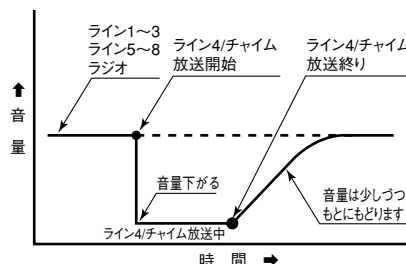 ライン1～3
ライン5～8
ラジオ
ライン4/チャイム
放送開始
ライン4/チャイム
放送終り
↑
音
量
音量下がる
音量は少しづつ
もとにもどります
ライン4/チャイム放送中
時 間 ➡